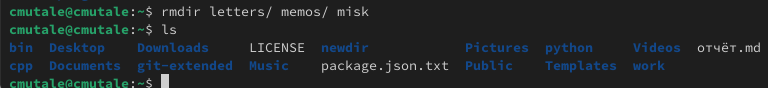 cmutale@cmutale:~$ rmdir letters/ memos/ misk
cmutale@cmutale:~$ ls
bin Desktop Downloads LICENSE newdir Pictures python Videos отчёт.md
cpp Documents git-extended Music package.json.txt Public Templates work
cmutale@cmutale:~$